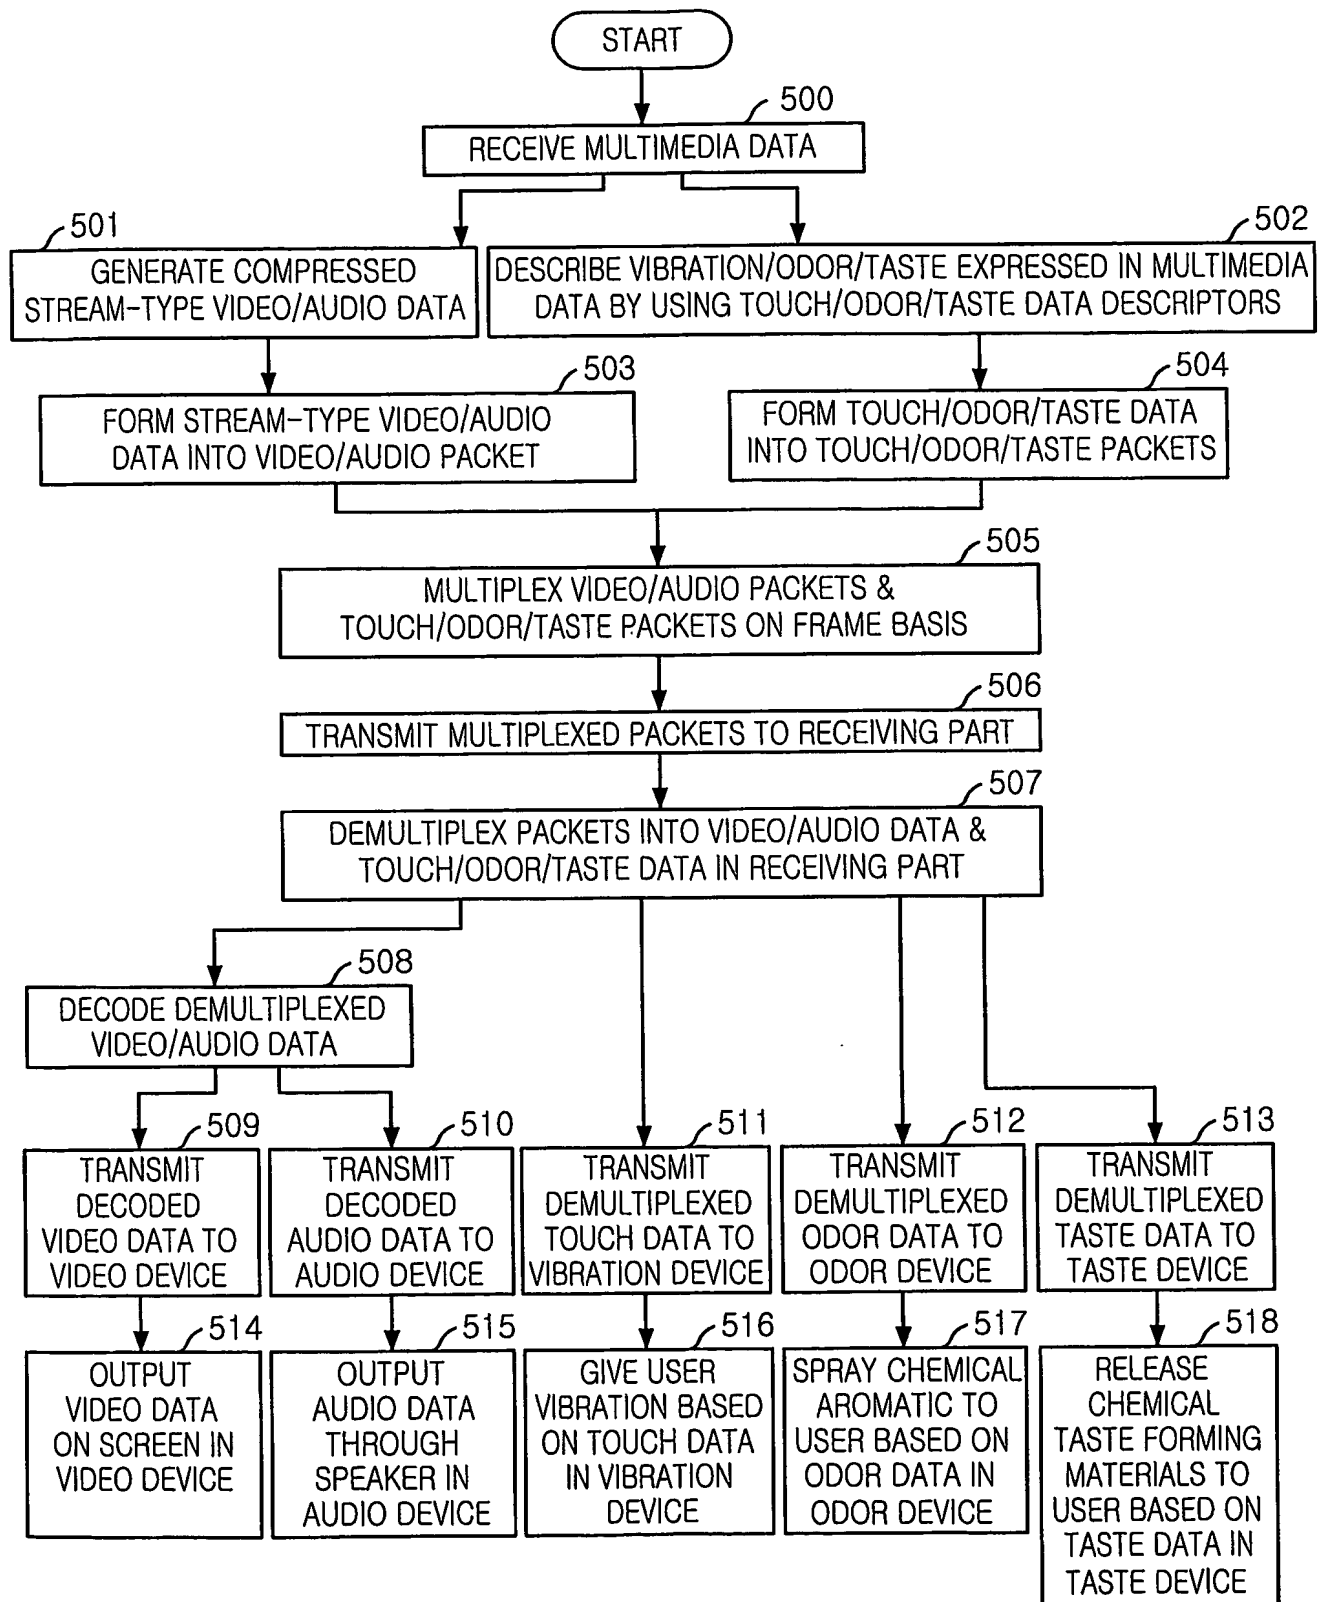 START
500
RECEIVE MULTIMEDIA DATA
501
GENERATE COMPRESSED
STREAM-TYPE VIDEO/AUDIO DATA
502
DESCRIBE VIBRATION/ODOR/TASTE EXPRESSED IN MULTIMEDIA
DATA BY USING TOUCH/ODOR/TASTE DATA DESCRIPTORS
503
FORM STREAM-TYPE VIDEO/AUDIO
DATA INTO VIDEO/AUDIO PACKET
504
FORM TOUCH/ODOR/TASTE DATA
INTO TOUCH/ODOR/TASTE PACKETS
505
MULTIPLEX VIDEO/AUDIO PACKETS &
TOUCH/ODOR/TASTE PACKETS ON FRAME BASIS
506
TRANSMIT MULTIPLEXED PACKETS TO RECEIVING PART
507
DEMULTIPLEX PACKETS INTO VIDEO/AUDIO DATA &
TOUCH/ODOR/TASTE DATA IN RECEIVING PART
508
DECODE DEMULTIPLEXED
VIDEO/AUDIO DATA
509
TRANSMIT
DECODED
VIDEO DATA TO
VIDEO DEVICE
510
TRANSMIT
DECODED
AUDIO DATA TO
AUDIO DEVICE
511
TRANSMIT
DEMULTIPLEXED
TOUCH DATA TO
VIBRATION DEVICE
512
TRANSMIT
DEMULTIPLEXED
ODOR DATA TO
ODOR DEVICE
513
TRANSMIT
DEMULTIPLEXED
TASTE DATA TO
TASTE DEVICE
514
OUTPUT
VIDEO DATA
ON SCREEN IN
VIDEO DEVICE
515
OUTPUT
AUDIO DATA
THROUGH
SPEAKER IN
AUDIO DEVICE
516
GIVE USER
VIBRATION BASED
ON TOUCH DATA
IN VIBRATION
DEVICE
517
SPRAY CHEMICAL
AROMATIC TO
USER BASED ON
ODOR DATA IN
ODOR DEVICE
518
RELEASE
CHEMICAL
TASTE FORMING
MATERIALS TO
USER BASED ON
TASTE DATA IN
TASTE DEVICE